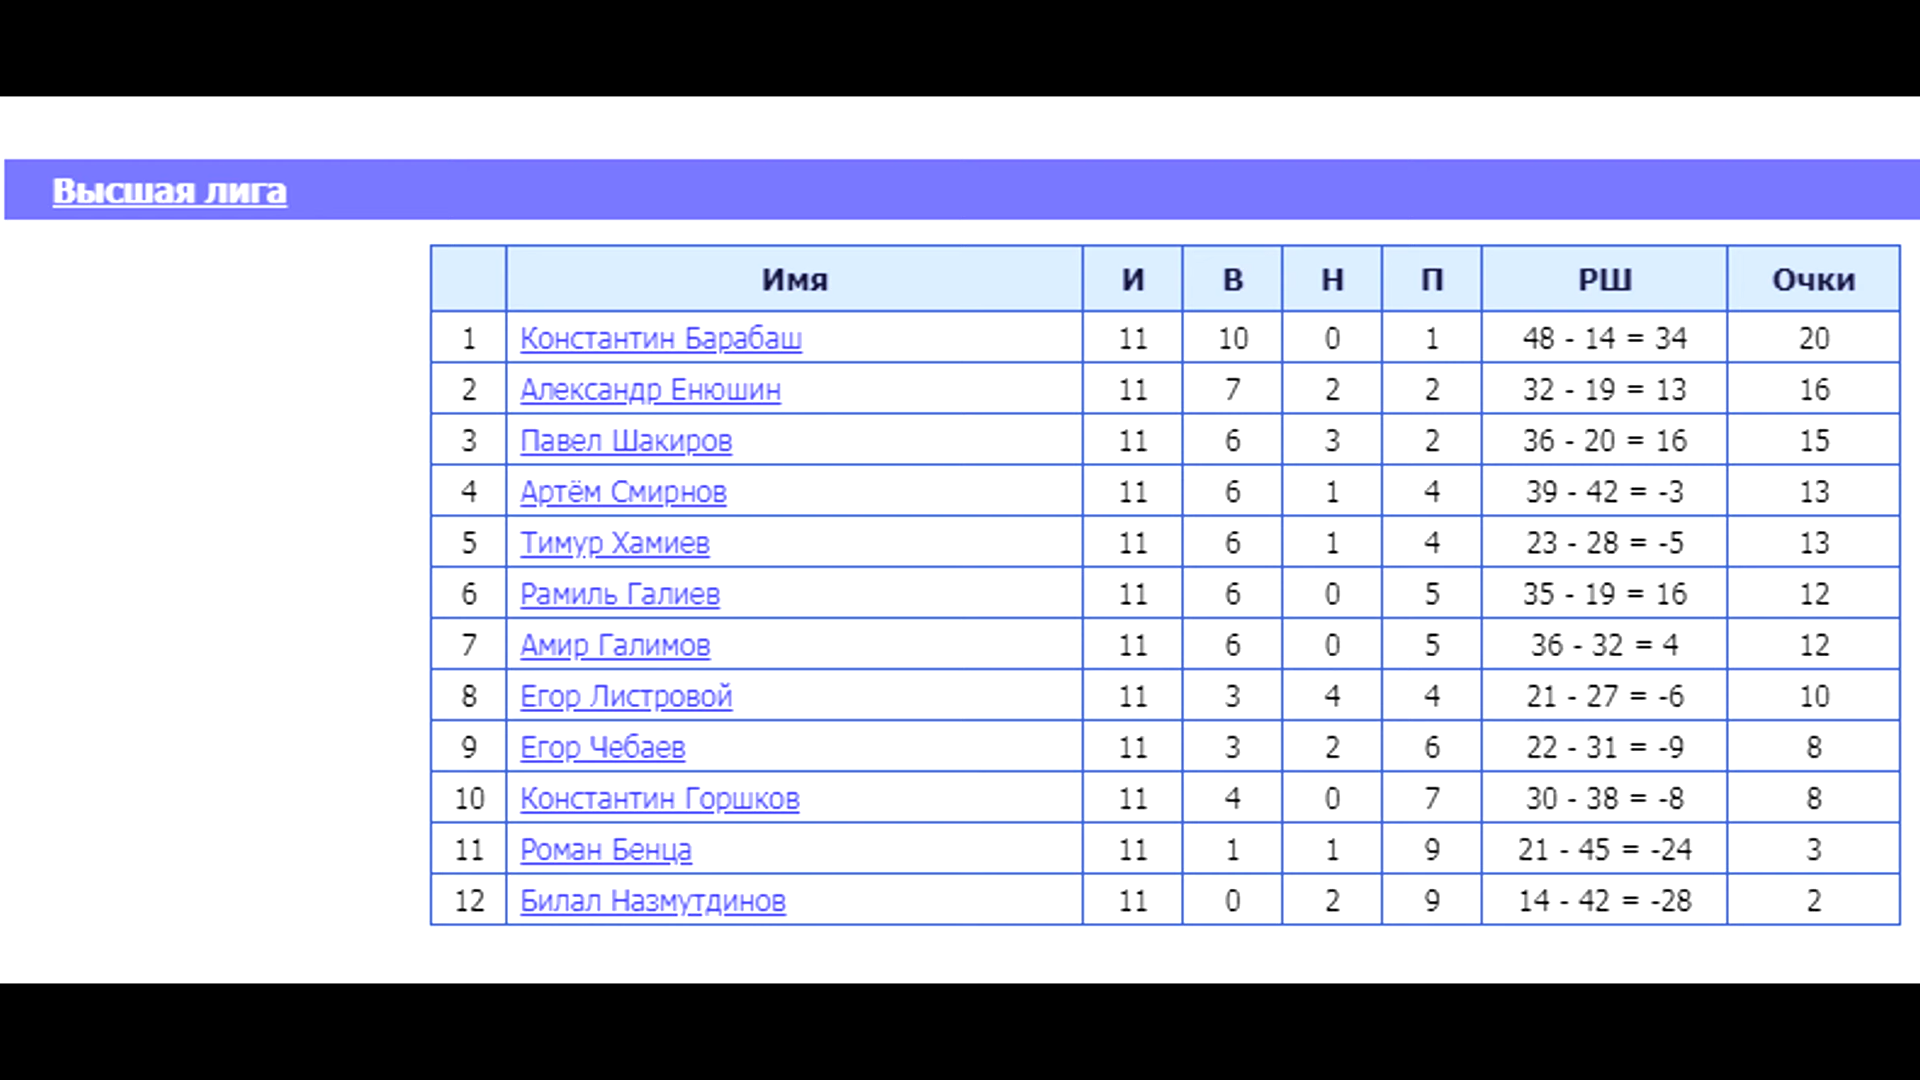 Высшая лига
Имя И В Н П РШ Очки
1 Константин Барабаш 11 10 0 1 48 - 14 = 34 20
2 Александр Енюшин 11 7 2 2 32 - 19 = 13 16
3 Павел Шакиров 11 6 3 2 36 - 20 = 16 15
4 Артём Смирнов 11 6 1 4 39 - 42 = -3 13
5 Тимур Хамиев 11 6 1 4 23 - 28 = -5 13
6 Рамиль Галиев 11 6 0 5 35 - 19 = 16 12
7 Амир Галимов 11 6 0 5 36 - 32 = 4 12
8 Егор Листровой 11 3 4 4 21 - 27 = -6 10
9 Егор Чебаев 11 3 2 6 22 - 31 = -9 8
10 Константин Горшков 11 4 0 7 30 - 38 = -8 8
11 Роман Бенца 11 1 1 9 21 - 45 = -24 3
12 Билал Назмутдинов 11 0 2 9 14 - 42 = -28 2